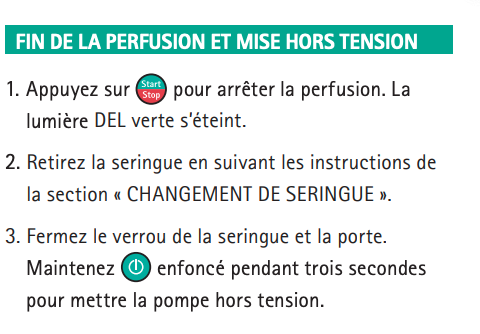 FIN DE LA PERFUSION ET MISE HORS TENSION
1. Appuyez sur Start Stop pour arrêter la perfusion. La
lumière DEL verte s’éteint.
2. Retirez la seringue en suivant les instructions de
la section « CHANGEMENT DE SERINGUE ».
3. Fermez le verrou de la seringue et la porte.
Maintenez enfoncé pendant trois secondes
pour mettre la pompe hors tension.